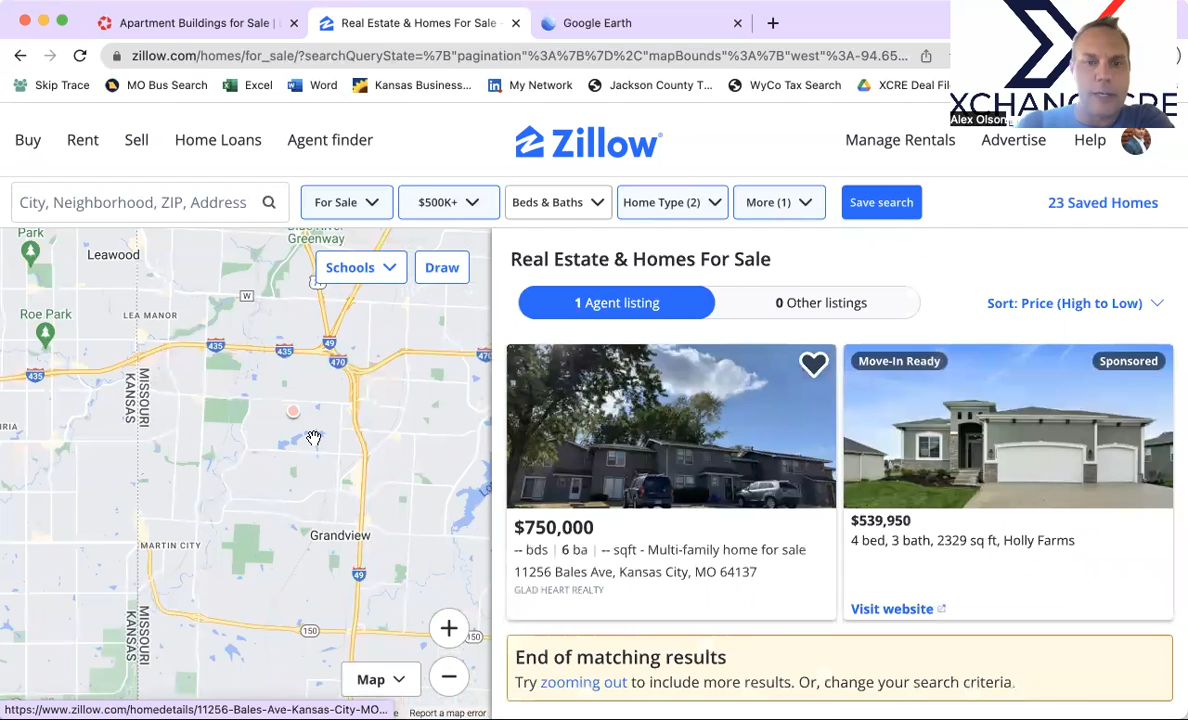 Apartment Buildings for Sale |
Real Estate & Homes For Sale -
Google Earth
zillow.com/homes/for_sale/?searchQueryState=%7B"pagination"%3A%7B%7D%2C"mapBounds"%3A%7B"west"%3A-94.65...
Skip Trace
MO Bus Search
Excel
Word
Kansas Business...
My Network
Jackson County T...
WyCo Tax Search
XCRE Deal Fil
Alex Olson
Buy
Rent
Sell
Home Loans
Agent finder
Zillow
Manage Rentals
Advertise
Help
City, Neighborhood, ZIP, Address
For Sale
$500K+
Beds & Baths
Home Type (2)
More (1)
Save search
23 Saved Homes
Park
Leawood
Greenway
Schools
Draw
W
Roe Park
LEA MANOR
435
435
49
470
470
435
MISSOURI
KANSAS
Grandview
MARTIN CITY
49
MISSOURI
KANSAS
150
150
Map
Report a map error
Real Estate & Homes For Sale
1 Agent listing
0 Other listings
Sort: Price (High to Low)
$750,000
-- bds | 6 ba | -- sqft - Multi-family home for sale
11256 Bales Ave, Kansas City, MO 64137
GLAD HEART REALTY
Move-In Ready
Sponsored
$539,950
4 bed, 3 bath, 2329 sq ft, Holly Farms
Visit website
End of matching results
Try zooming out to include more results. Or, change your search criteria.
https://www.zillow.com/homedetails/11256-Bales-Ave-Kansas-City-MO...